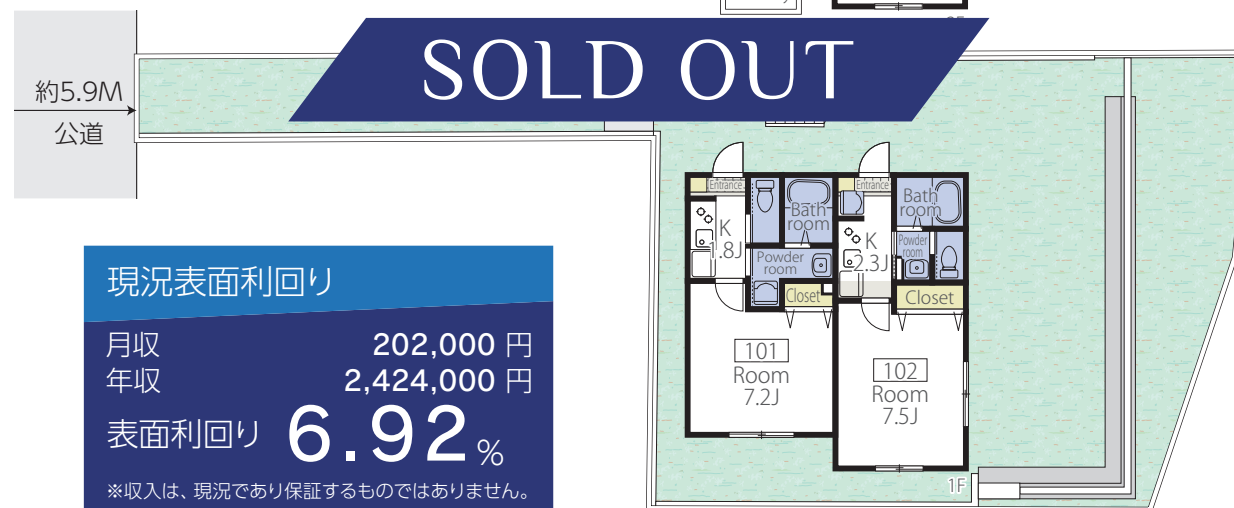 SOLD OUT
約5.9M
公道
現況表面利回り
月収 202,000 円
年収 2,424,000 円
表面利回り 6.92 %
※収入は、現況であり保証するものではありません。
Entrance
K
1.8J
Bath
room
Powder
room
Closet
101
Room
7.2J
Entrance
K
2.3J
Bath
room
Powder
room
Closet
102
Room
7.5J
1F